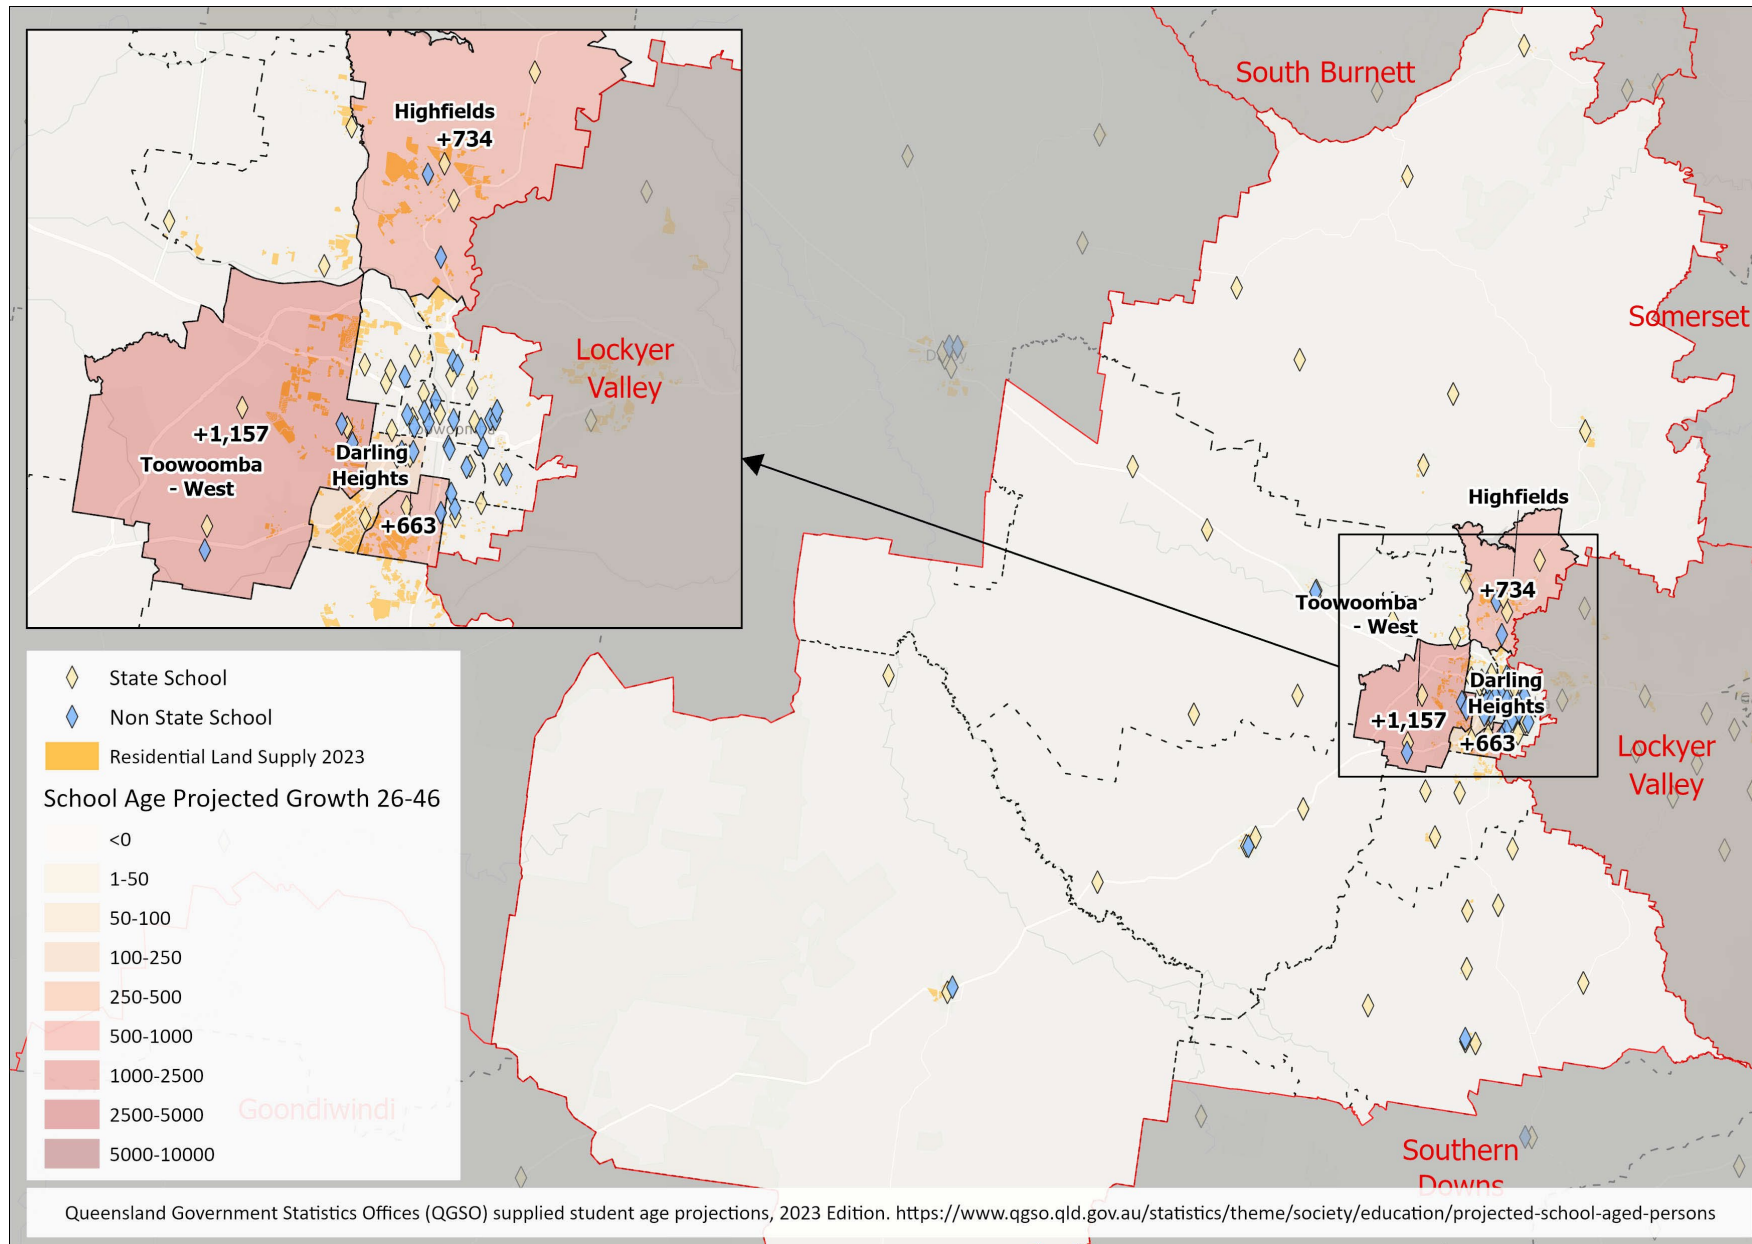 South Burnett
Somerset
Highfields
+734
Lockyer
Valley
+1,157
Toowoomba
- West
Darling
Heights
+663
Highfields
+734
Toowoomba
- West
Darling
Heights
+1,157
+663
Lockyer
Valley
State School
Non State School
Residential Land Supply 2023
School Age Projected Growth 26-46
<0
1-50
50-100
100-250
250-500
500-1000
1000-2500
2500-5000
5000-10000
Goondiwindi
Southern
Downs
Queensland Government Statistics Offices (QGSO) supplied student age projections, 2023 Edition. https://www.qgso.qld.gov.au/statistics/theme/society/education/projected-school-aged-persons